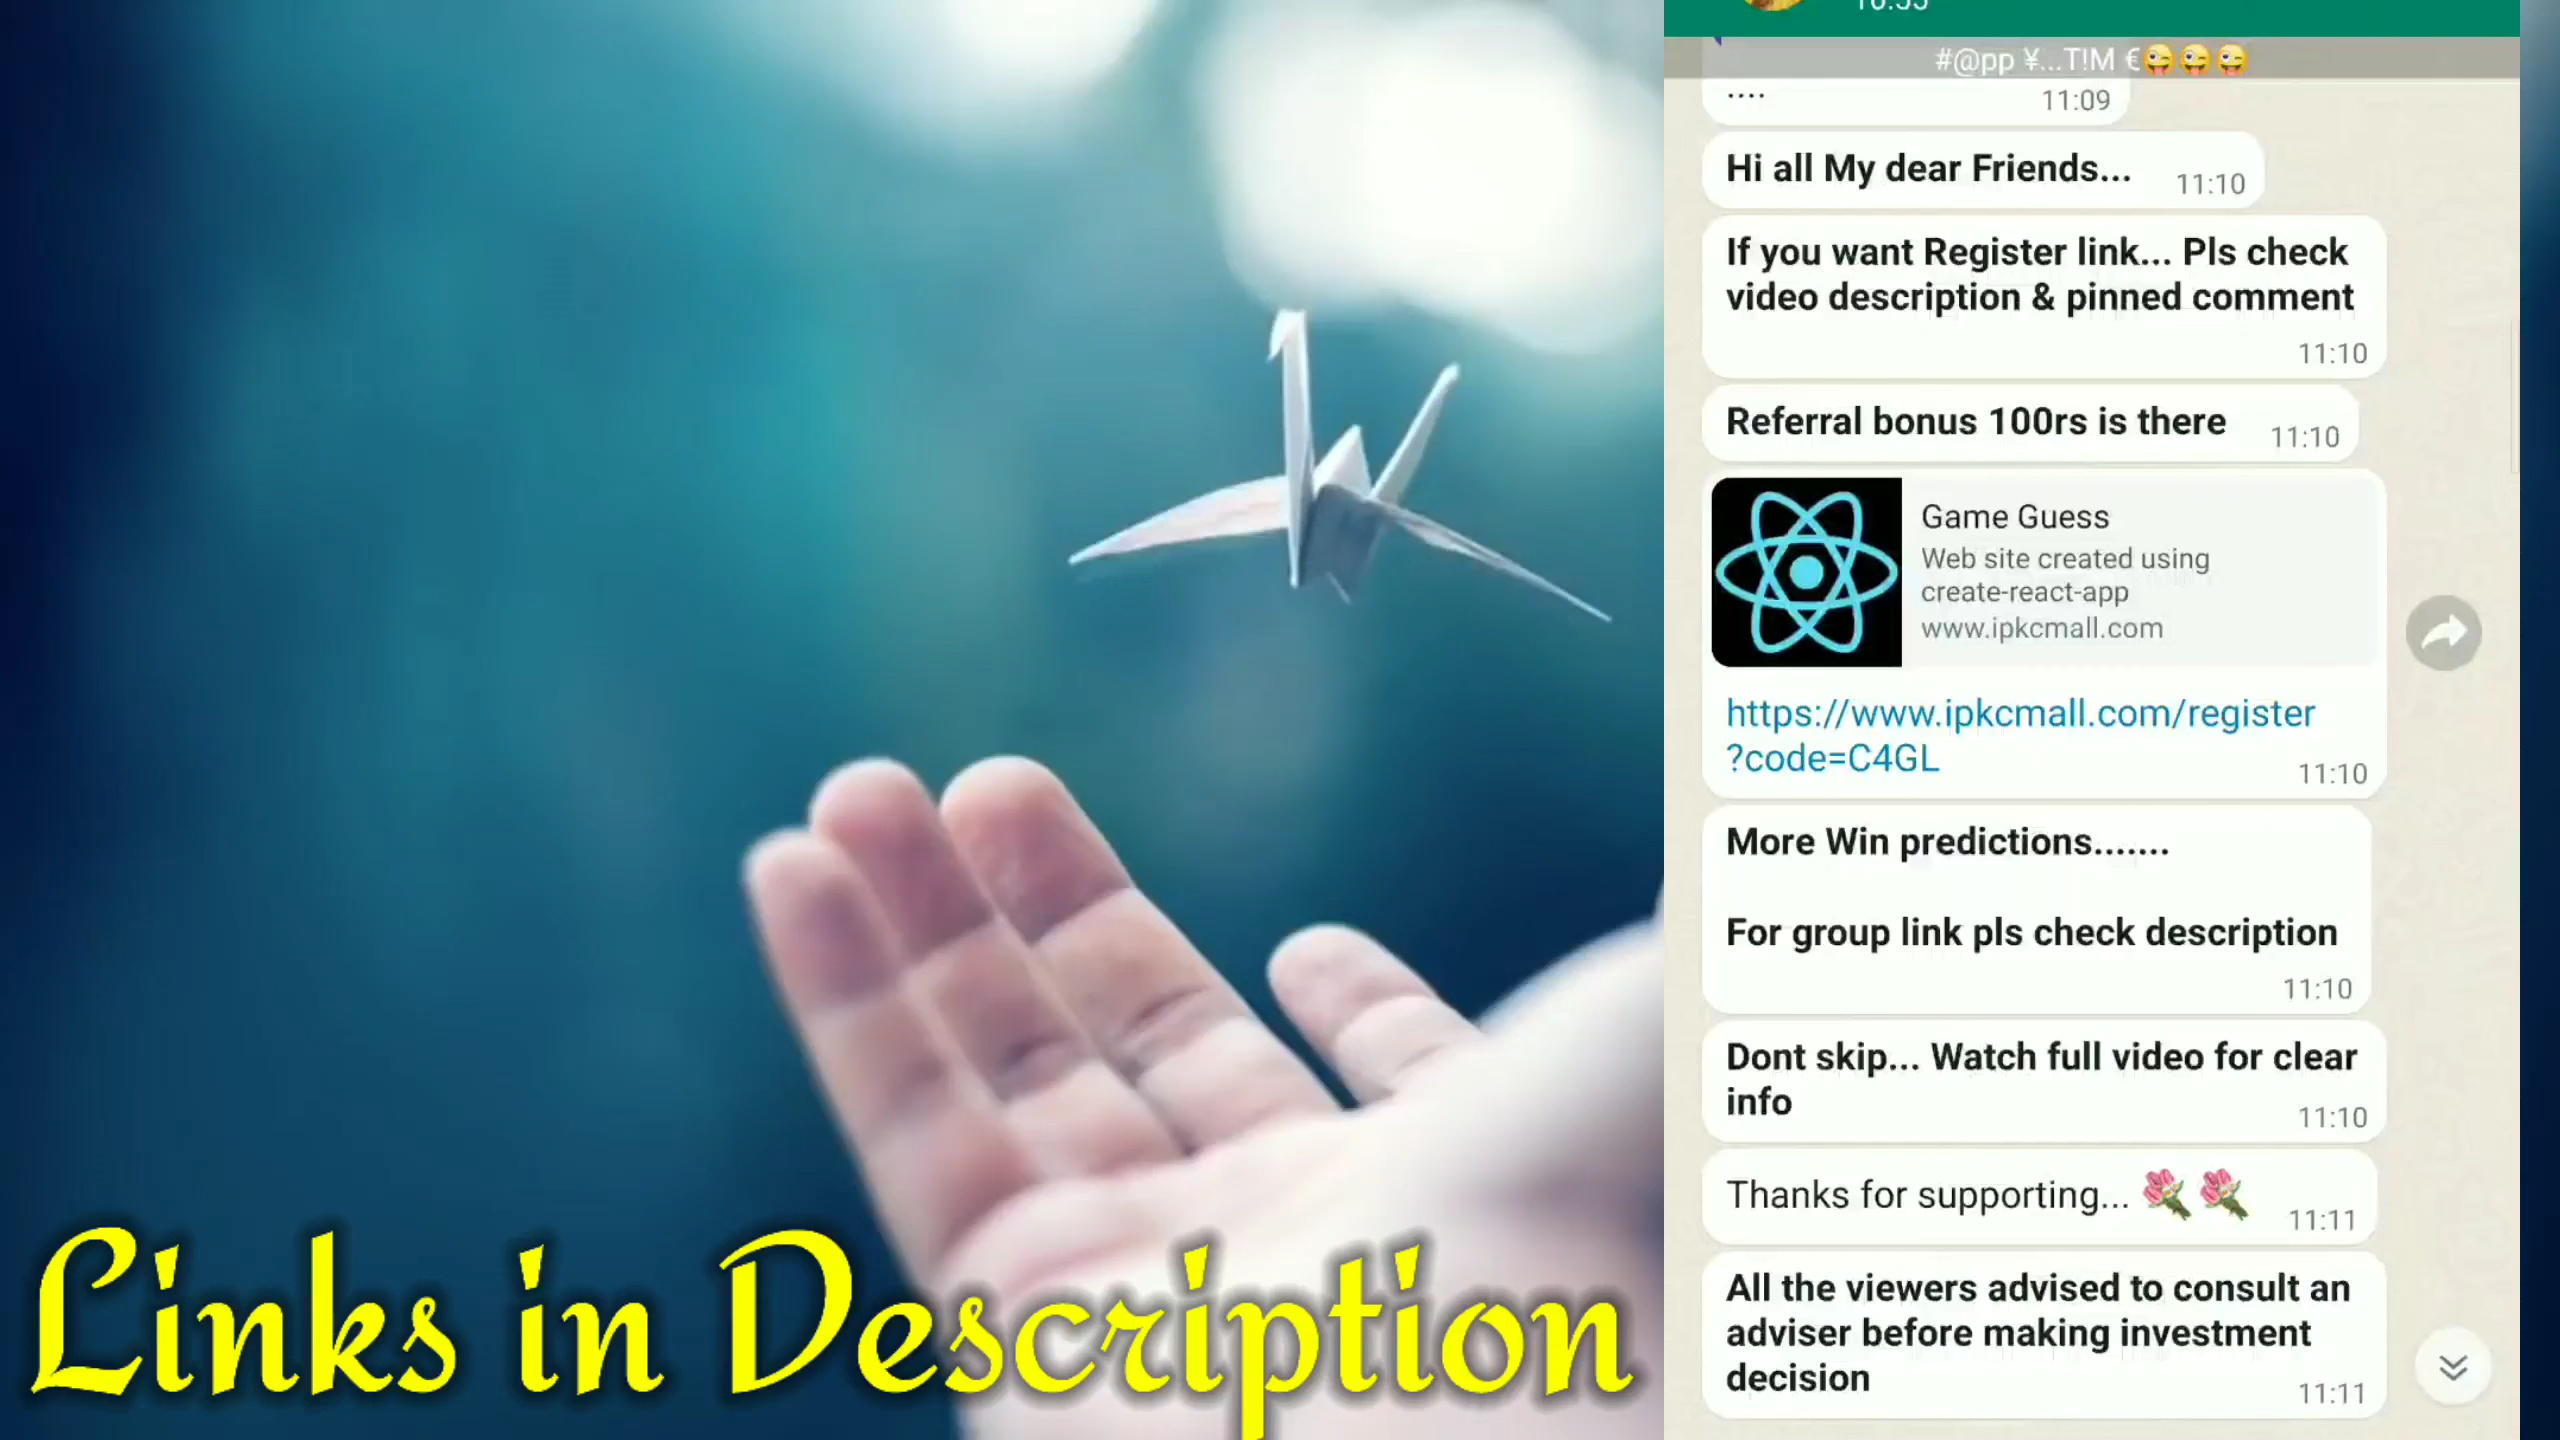 16:55
#@pp ¥...T!M €😜😜😜
.... 11:09
Hi all My dear Friends... 11:10
If you want Register link... Pls check
video description & pinned comment
11:10
Referral bonus 100rs is there 11:10
Game Guess
Web site created using
create-react-app
www.ipkcmall.com
https://www.ipkcmall.com/register
?code=C4GL 11:10
More Win predictions.......
For group link pls check description
11:10
Dont skip... Watch full video for clear
info 11:10
Thanks for supporting... 💐 💐 11:11
All the viewers advised to consult an
adviser before making investment
decision 11:11
Links in Description